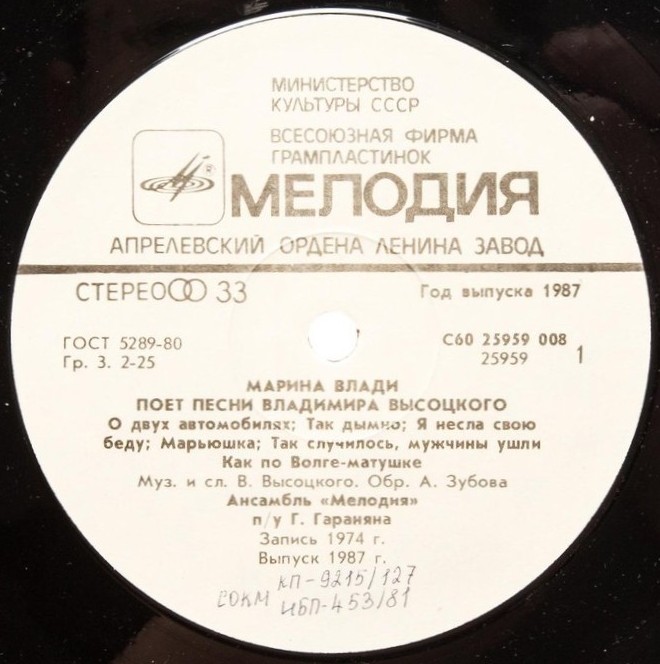 МИНИСТЕРСТВО
КУЛЬТУРЫ СССР
ВСЕСОЮЗНАЯ ФИРМА
ГРАМПЛАСТИНОК
МЕЛОДИЯ
АПРЕЛЕВСКИЙ ОРДЕНА ЛЕНИНА ЗАВОД
СТЕРЕО 33
Год выпуска 1987
ГОСТ 5289-80
Гр. 3. 2-25
С60 25959 008
25959 1
МАРИНА ВЛАДИ
ПОЕТ ПЕСНИ ВЛАДИМИРА ВЫСОЦКОГО
О двух автомобилях; Так дымно; Я несла свою
беду; Марьюшка; Так случилось, мужчины ушли
Как по Волге-матушке
Муз. и сл. В. Высоцкого. Обр. А. Зубова
Ансамбль «Мелодия»
п/у Г. Гараняна
Запись 1974 г.
Выпуск 1987 г.
КП-9215/127
СОКМ НБП-453/81